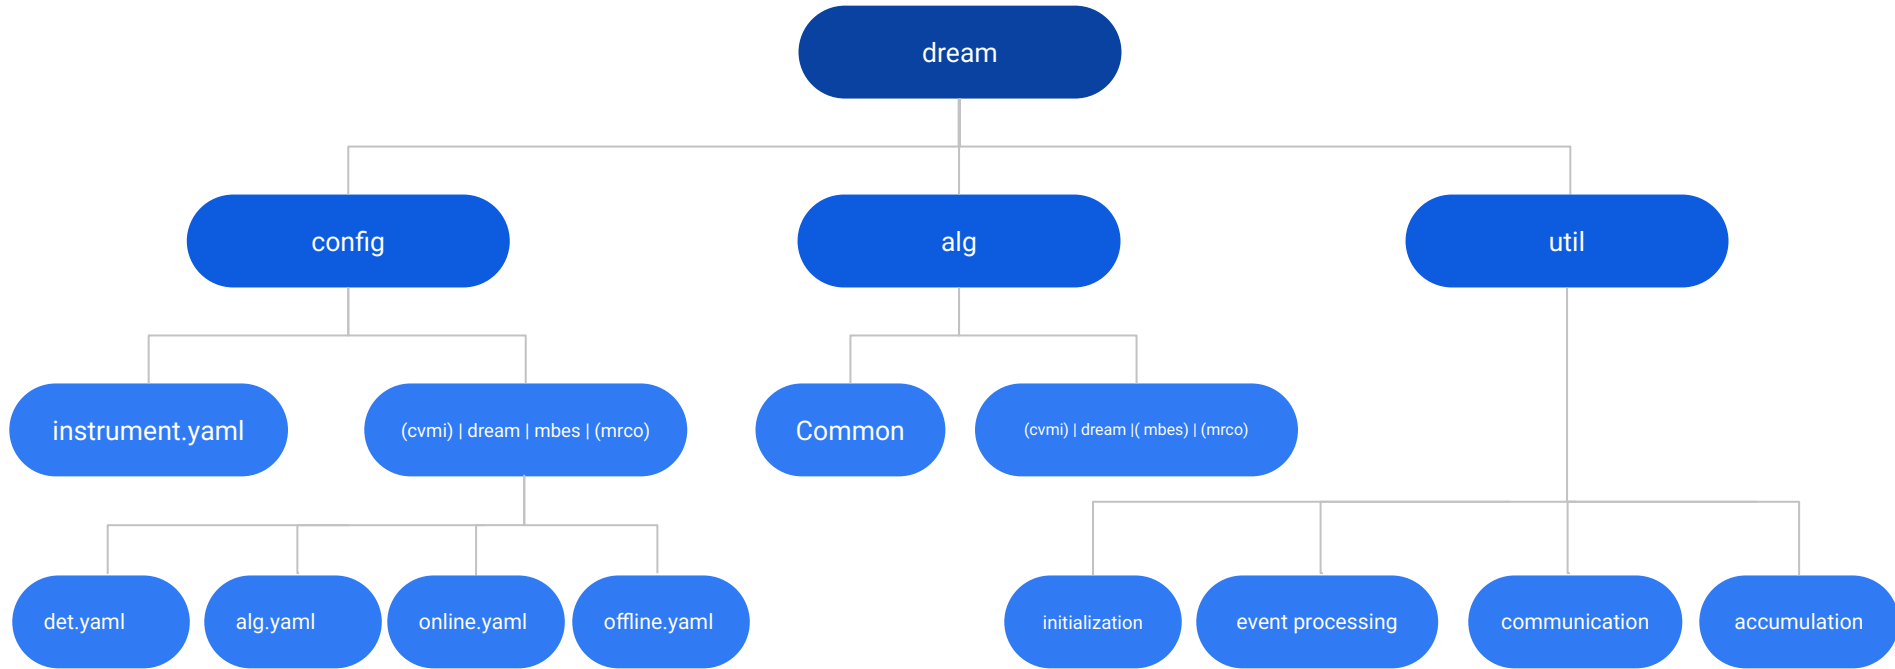 dream
config
alg
util
instrument.yaml
(cvmi) | dream | mbes | (mrco)
Common
(cvmi) | dream |( mbes) | (mrco)
det.yaml
alg.yaml
online.yaml
offline.yaml
initialization
event processing
communication
accumulation